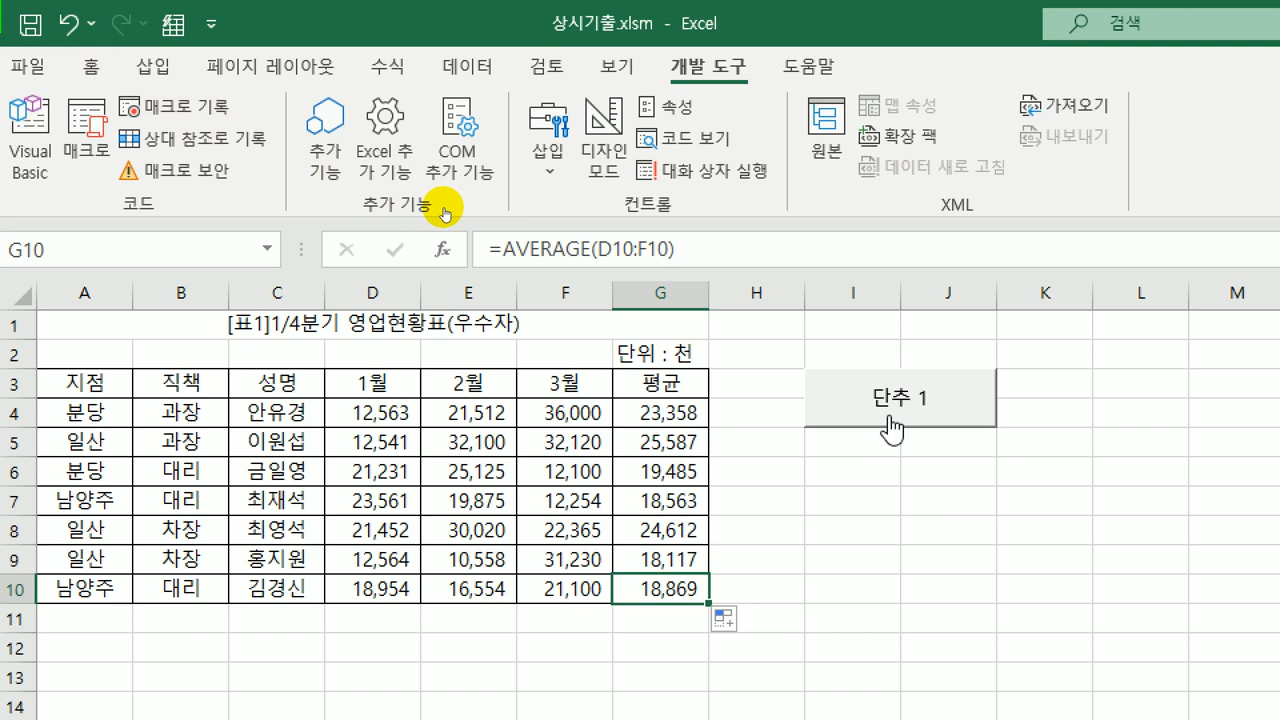 상시기출.xlsm - Excel
검색
파일 홈 삽입 페이지 레이아웃 수식 데이터 검토 보기 개발 도구 도움말
Visual Basic
매크로
매크로 기록
상대 참조로 기록
매크로 보안
코드
추가 기능
Excel 추가 기능
COM 추가 기능
추가 기능
삽입
디자인 모드
속성
코드 보기
대화 상자 실행
컨트롤
원본
맵 속성
확장 팩
데이터 새로 고침
가져오기
내보내기
XML
G10 fx =AVERAGE(D10:F10)
A B C D E F G H I J K L M
1 [표1]1/4분기 영업현황표(우수자)
2 단위 : 천
3 지점 직책 성명 1월 2월 3월 평균
4 분당 과장 안유경 12,563 21,512 36,000 23,358
단추 1
5 일산 과장 이원섭 12,541 32,100 32,120 25,587
6 분당 대리 금일영 21,231 25,125 12,100 19,485
7 남양주 대리 최재석 23,561 19,875 12,254 18,563
8 일산 차장 최영석 21,452 30,020 22,365 24,612
9 일산 차장 홍지원 12,564 10,558 31,230 18,117
10 남양주 대리 김경신 18,954 16,554 21,100 18,869
11
12
13
14